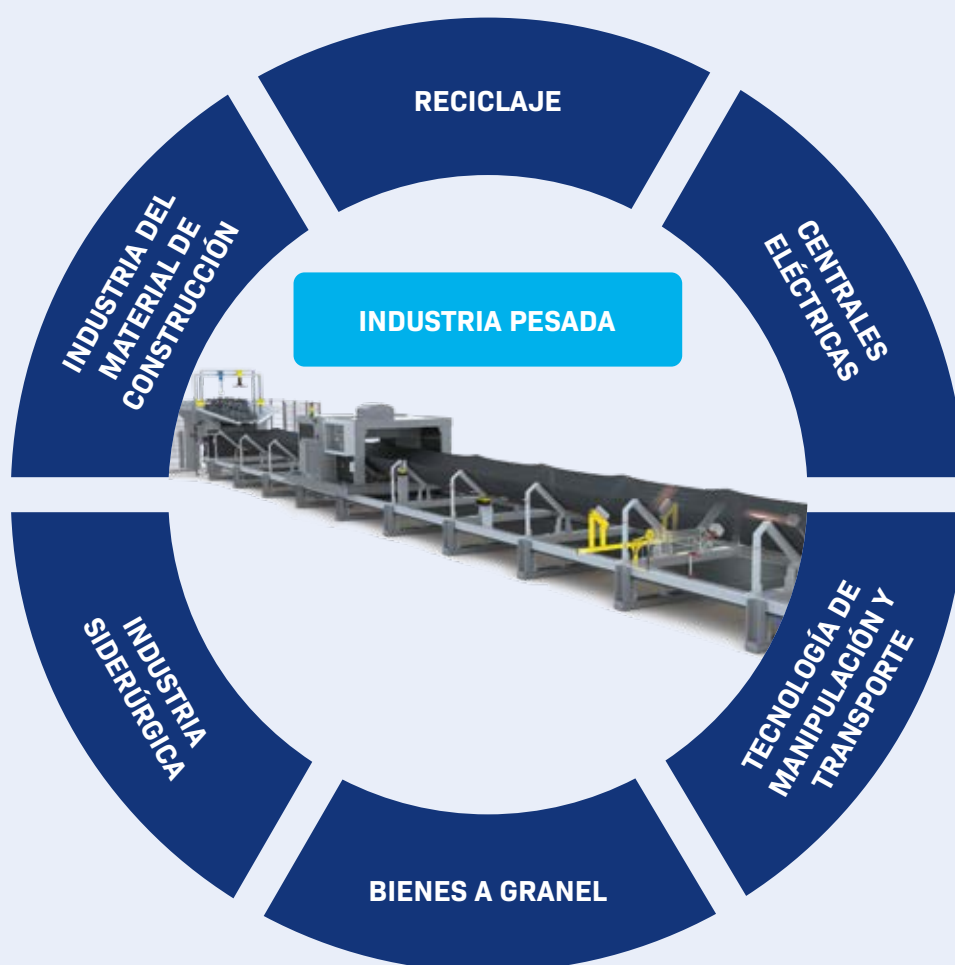 RECICLAJE
CENTRALES
ELÉCTRICAS
TECNOLOGÍA DE
MANIPULACIÓN Y
TRANSPORTE
BIENES A GRANEL
INDUSTRIA
SIDERÚRGICA
INDUSTRIA DEL
MATERIAL DE
CONSTRUCCIÓN
INDUSTRIA PESADA